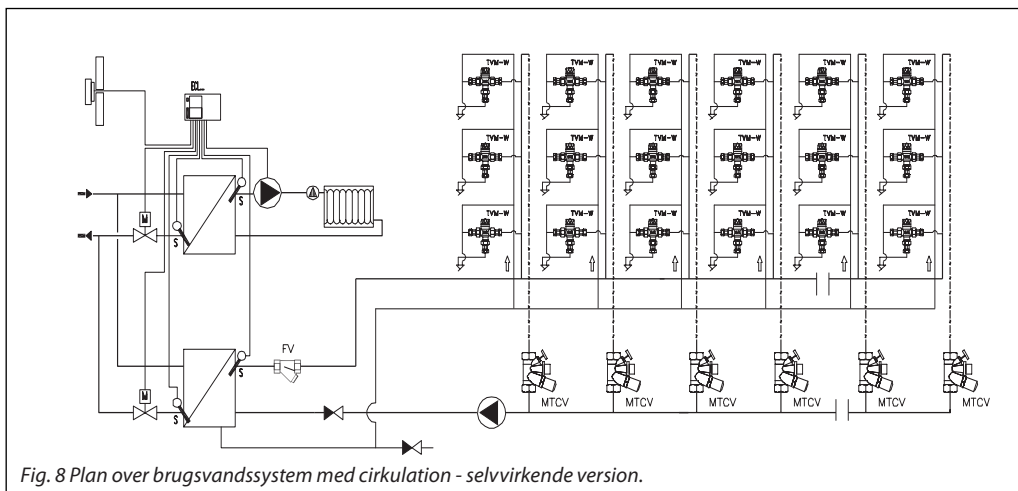 TVM-W TVM-W TVM-W TVM-W TVM-W TVM-W
ECL
TVM-W TVM-W TVM-W TVM-W TVM-W TVM-W
M
S
S
TVM-W TVM-W TVM-W TVM-W TVM-W TVM-W
FV
S
M
S
MTCV MTCV MTCV MTCV MTCV MTCV
Fig. 8 Plan over brugsvandssystem med cirkulation - selvvirkende version.